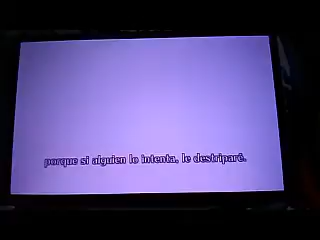 porque si alguien lo intenta, le destriparé.